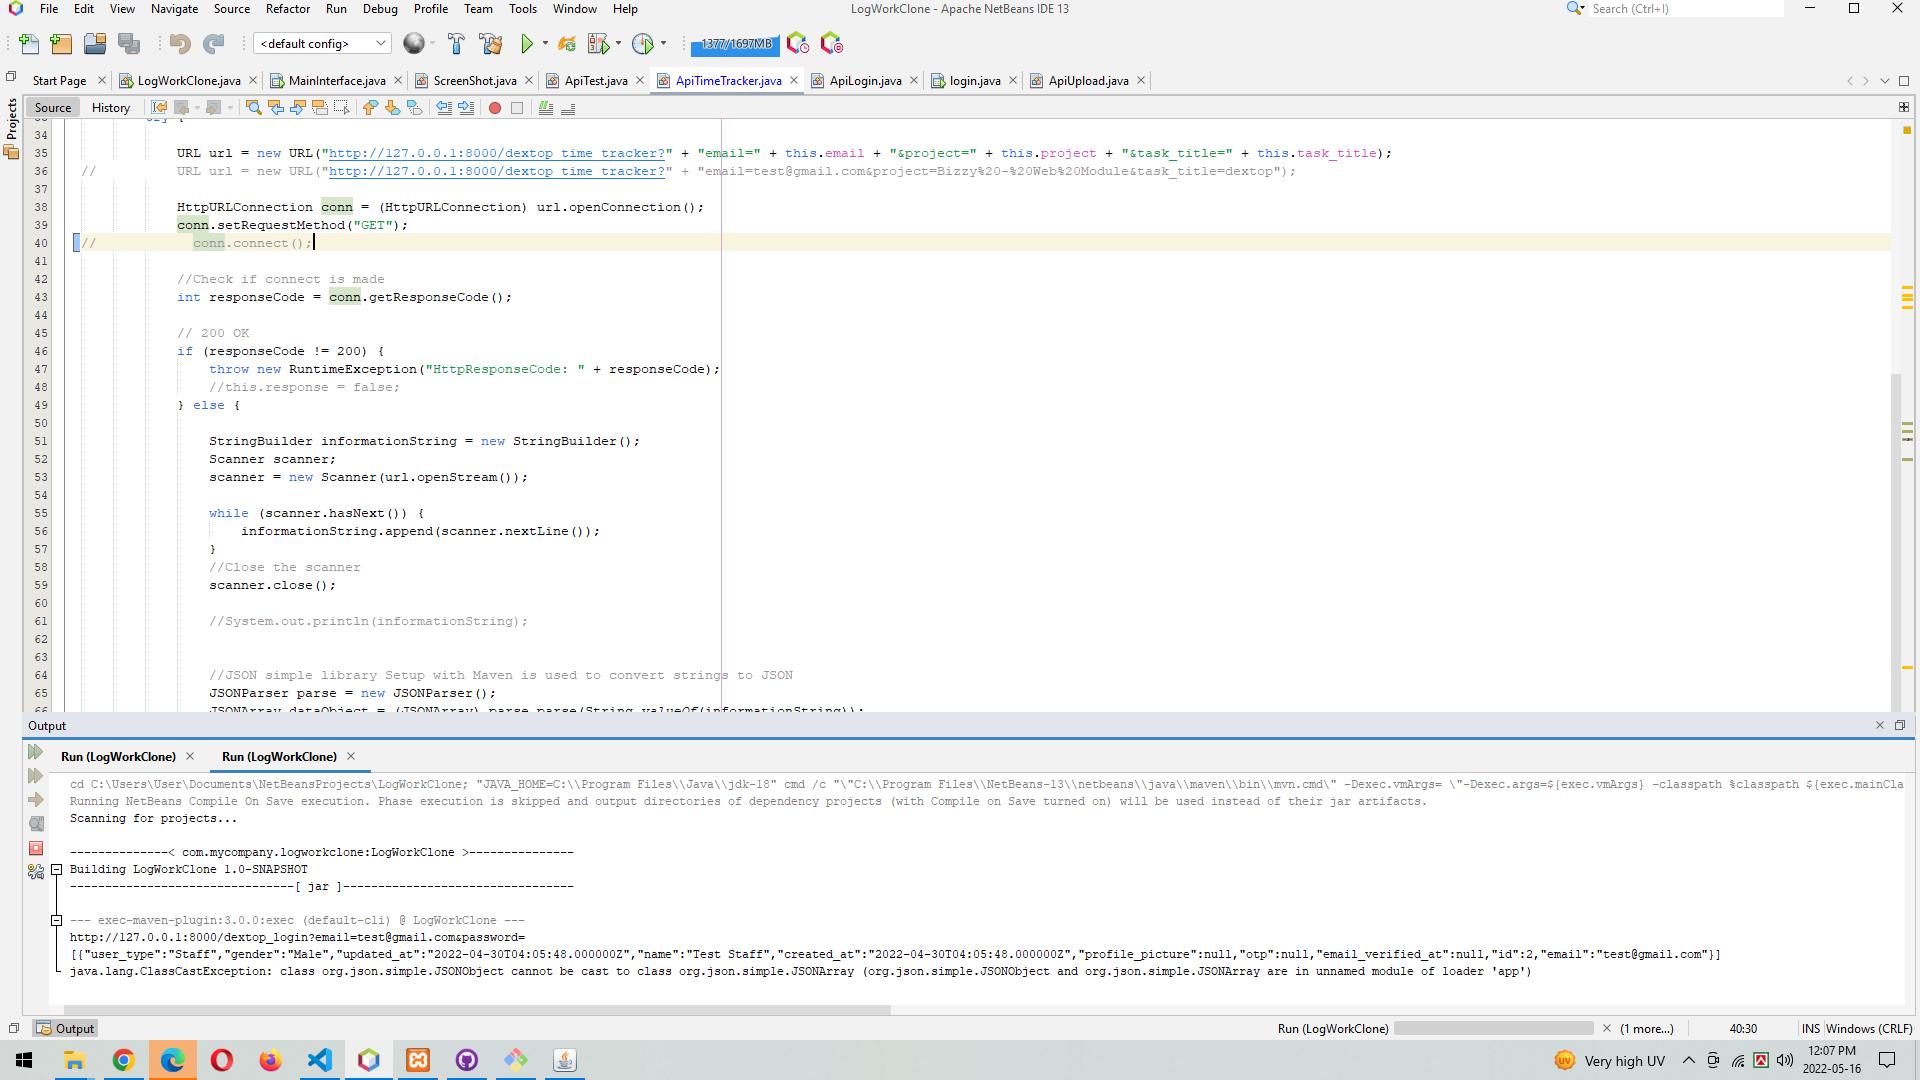 File Edit View Navigate Source Refactor Run Debug Profile Team Tools Window Help LogWorkClone - Apache NetBeans IDE 13 Search (Ctrl+I)
<default config> 1377/1697MB
Start Page LogWorkClone.java MainInterface.java ScreenShot.java ApiTest.java ApiTimeTracker.java ApiLogin.java login.java ApiUpload.java
Projects
Source History
34
35 URL url = new URL("http://127.0.0.1:8000/dextop_time_tracker?" + "email=" + this.email + "&project=" + this.project + "&task_title=" + this.task_title);
36 // URL url = new URL("http://127.0.0.1:8000/dextop_time_tracker?" + "email=test@gmail.com&project=Bizzy%20-%20Web%20Module&task_title=dextop");
37
38 HttpURLConnection conn = (HttpURLConnection) url.openConnection();
39 conn.setRequestMethod("GET");
40 // conn.connect();
41
42 //Check if connect is made
43 int responseCode = conn.getResponseCode();
44
45 // 200 OK
46 if (responseCode != 200) {
47 throw new RuntimeException("HttpResponseCode: " + responseCode);
48 //this.response = false;
49 } else {
50
51 StringBuilder informationString = new StringBuilder();
52 Scanner scanner;
53 scanner = new Scanner(url.openStream());
54
55 while (scanner.hasNext()) {
56 informationString.append(scanner.nextLine());
57 }
58 //Close the scanner
59 scanner.close();
60
61 //System.out.println(informationString);
62
63
64 //JSON simple library Setup with Maven is used to convert strings to JSON
65 JSONParser parse = new JSONParser();
66 JSONArray dataObject = (JSONArray) parse.parse(String.valueOf(informationString));
Output
Run (LogWorkClone) Run (LogWorkClone)
cd C:\Users\User\Documents\NetBeansProjects\LogWorkClone; "JAVA_HOME=C:\\Program Files\\Java\\jdk-18" cmd /c "\"C:\\Program Files\\NetBeans-13\\netbeans\\java\\maven\\bin\\mvn.cmd\" -Dexec.vmArgs= \"-Dexec.args=${exec.vmArgs} -classpath %classpath ${exec.mainCla
Running NetBeans Compile On Save execution. Phase execution is skipped and output directories of dependency projects (with Compile on Save turned on) will be used instead of their jar artifacts.
Scanning for projects...
--------------< com.mycompany.logworkclone:LogWorkClone >---------------
Building LogWorkClone 1.0-SNAPSHOT
--------------------------------[ jar ]---------------------------------
--- exec-maven-plugin:3.0.0:exec (default-cli) @ LogWorkClone ---
http://127.0.0.1:8000/dextop_login?email=test@gmail.com&password=
[{"user_type":"Staff","gender":"Male","updated_at":"2022-04-30T04:05:48.000000Z","name":"Test Staff","created_at":"2022-04-30T04:05:48.000000Z","profile_picture":null,"otp":null,"email_verified_at":null,"id":2,"email":"test@gmail.com"}]
java.lang.ClassCastException: class org.json.simple.JSONObject cannot be cast to class org.json.simple.JSONArray (org.json.simple.JSONObject and org.json.simple.JSONArray are in unnamed module of loader 'app')
Output Run (LogWorkClone) (1 more...) 40:30 INS Windows (CRLF)
UV Very high UV 12:07 PM
2022-05-16